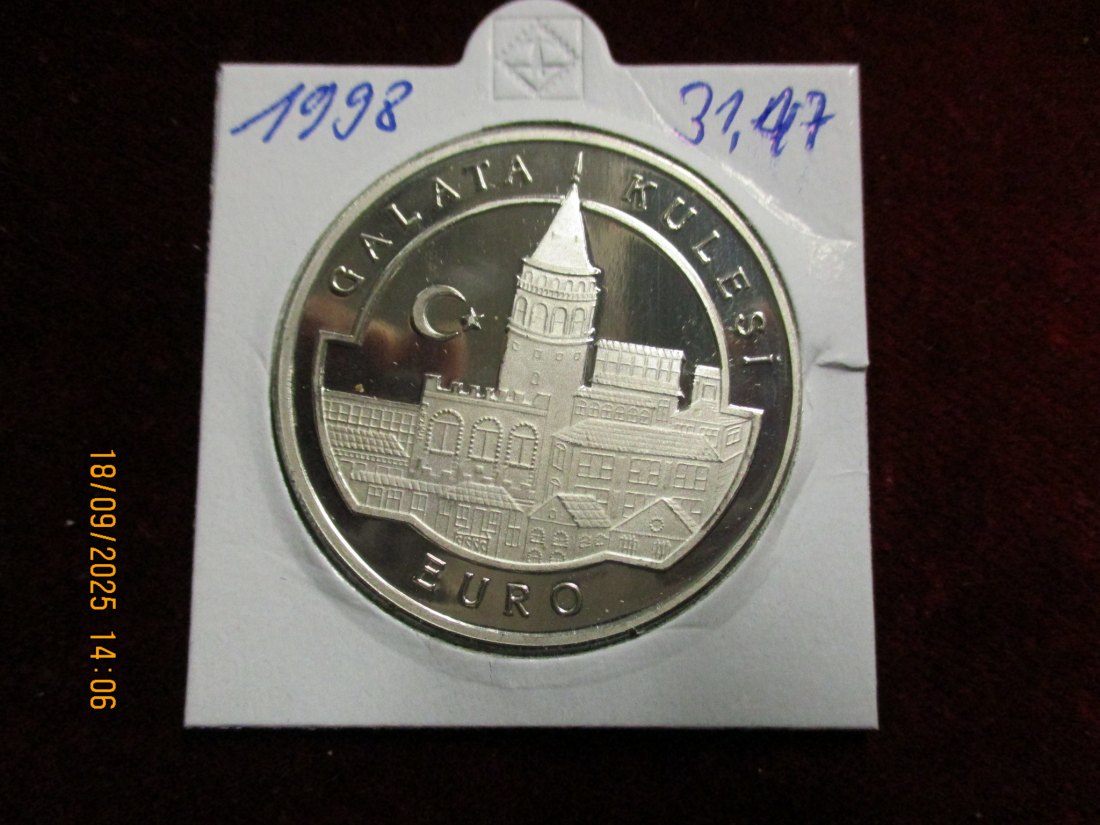 1998
31,47
GALATA KULESİ
EURO
18/09/2025 14:06